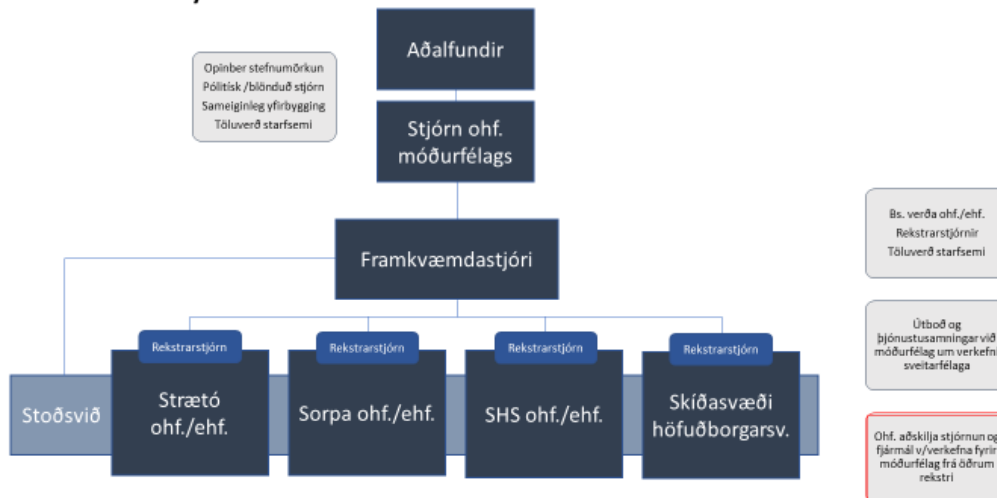 Aðalfundir
Opinber stefnumörkun
Pólitísk /blönduð stjórn
Sameiginleg yfirbygging
Töluverð starfsemi
Stjórn ohf.
móðurfélags
Bs. verða ohf./ehf.
Rekstrarstjórnir
Töluverð starfsemi
Framkvæmdastjóri
Útboð og
þjónustusamningar við
móðurfélag um verkefni
sveitarfélaga
Rekstrarstjórn
Rekstrarstjórn
Rekstrarstjórn
Rekstrarstjórn
Stoðsvið
Strætó
ohf./ehf.
Sorpa ohf./ehf.
SHS ohf./ehf.
Skíðasvæði
höfuðborgarsv.
Ohf. aðskilja stjórnun og
fjármál v/verkefna fyrir
móðurfélag frá öðrum
rekstri